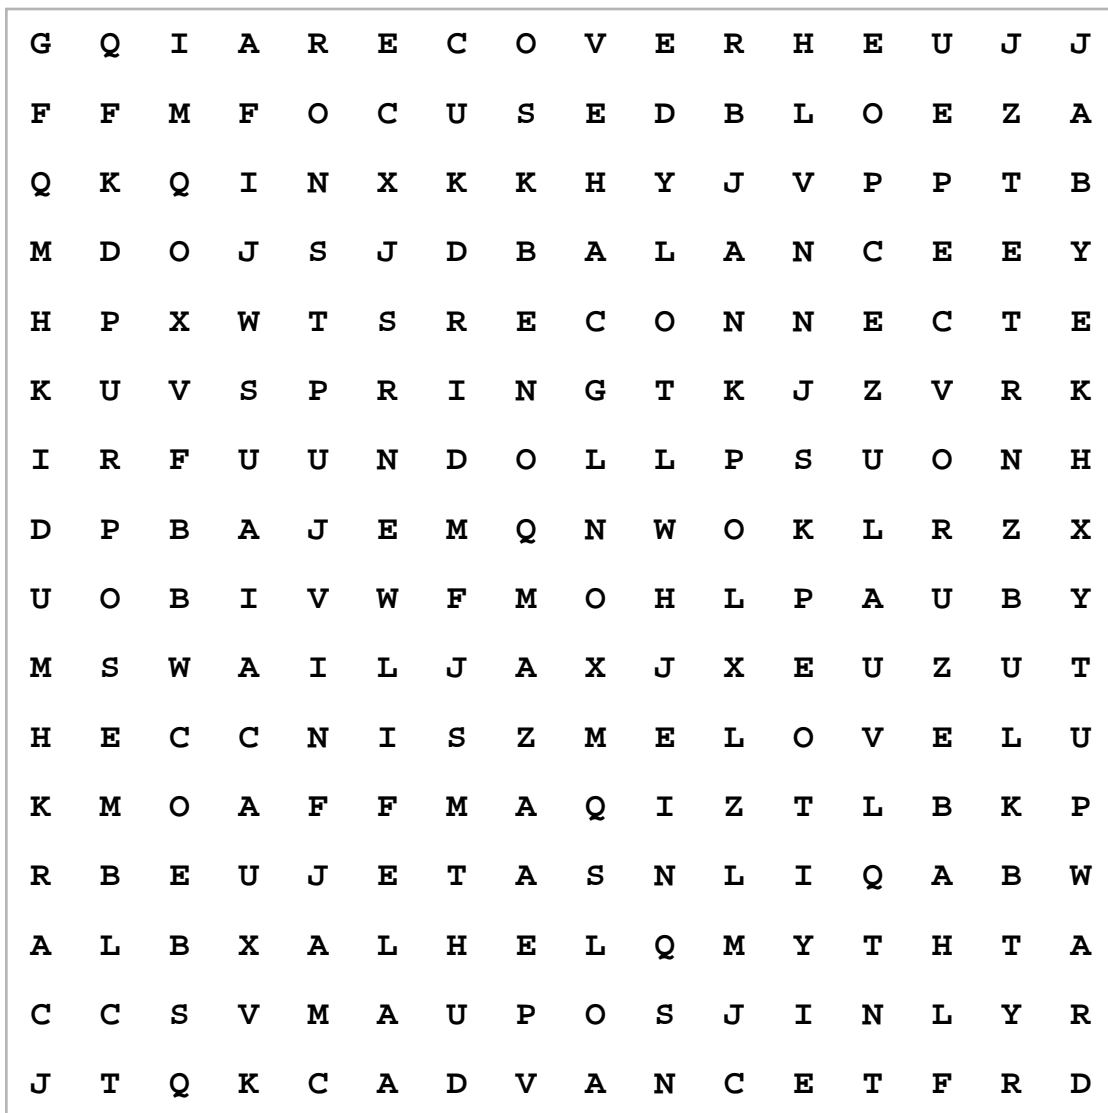 G Q I A R E C O V E R H E U J J
F F M F O C U S E D B L O E Z A
Q K Q I N X K K H Y J V P P T B
M D O J S J D B A L A N C E E Y
H P X W T S R E C O N N E C T E
K U V S P R I N G T K J Z V R K
I R F U U N D O L L P S U O N H
D P B A J E M Q N W O K L R Z X
U O B I V W F M O H L P A U B Y
M S W A I L J A X J X E U Z U T
H E C C N I S Z M E L O V E L U
K M O A F F M A Q I Z T L B K P
R B E U J E T A S N L I Q A B W
A L B X A L H E L Q M Y T H T A
C C S V M A U P O S J I N L Y R
J T Q K C A D V A N C E T F R D